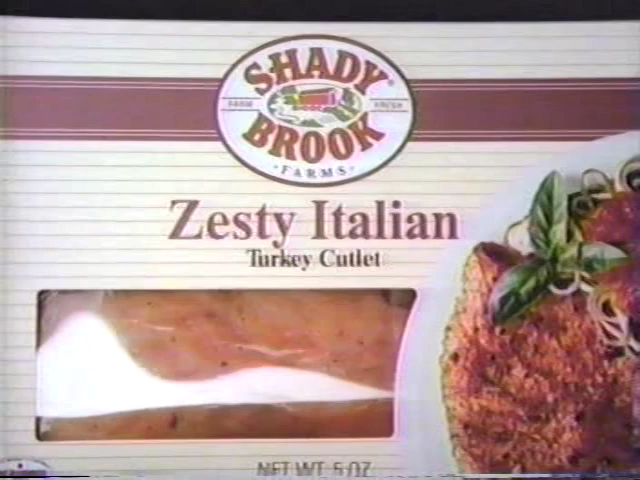 SHADY
FARM FRESH
BROOK
·FARMS·
Zesty Italian
Turkey Cutlet
NET WT. 5 OZ